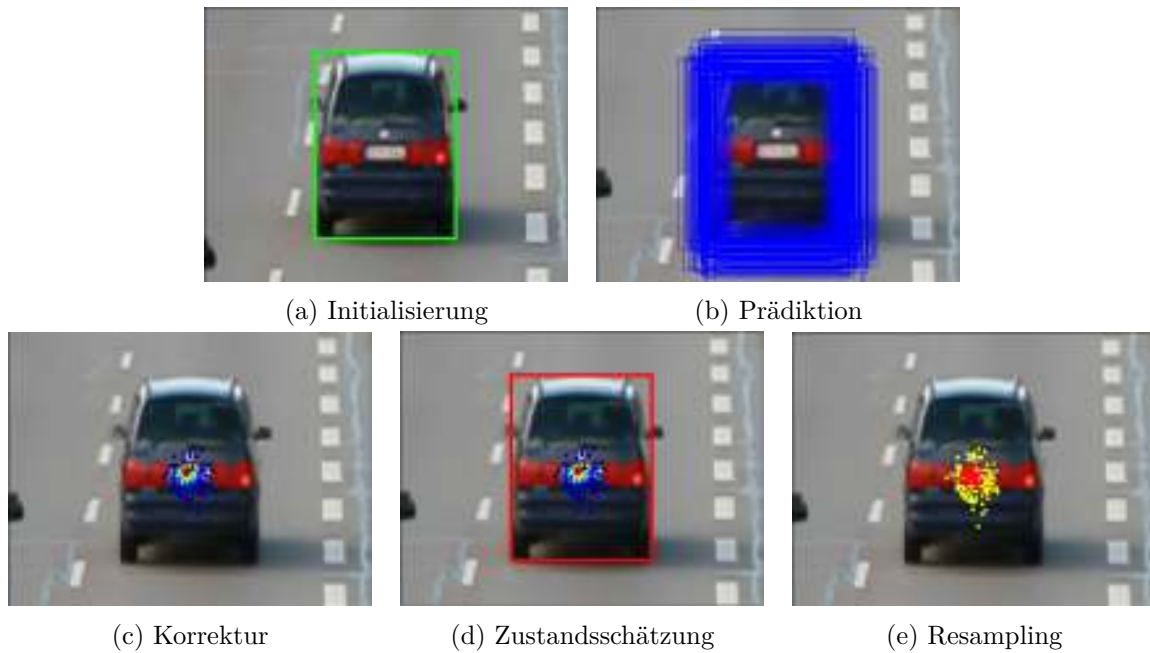 (a) Initialisierung
(b) Prädiktion
(c) Korrektur
(d) Zustandsschätzung
(e) Resampling